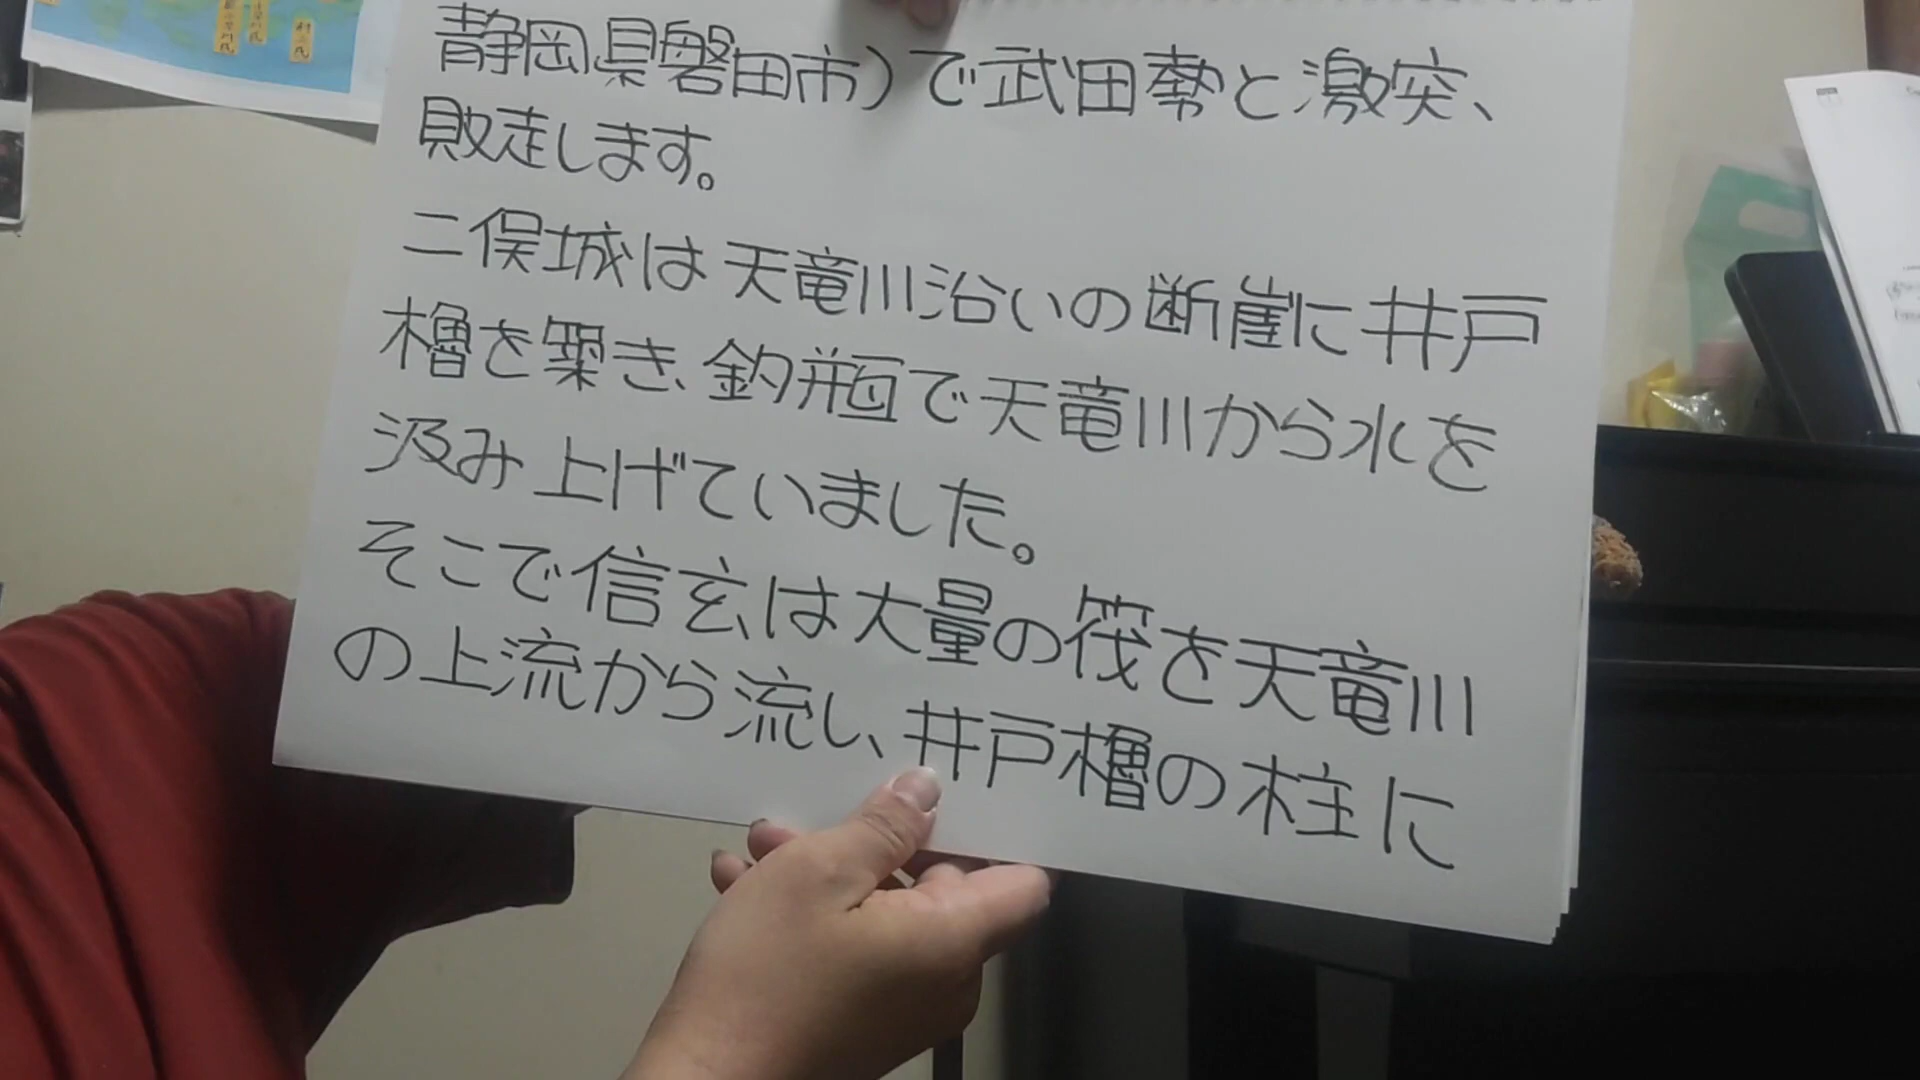 静岡県磐田市)で武田勢と激突、
敗走します。
二俣城は天竜川沿いの断崖に井戸
櫓を築き、釣瓶で天竜川から水を
汲み上げていました。
そこで信玄は大量の筏を天竜川
の上流から流し、井戸櫓の柱に